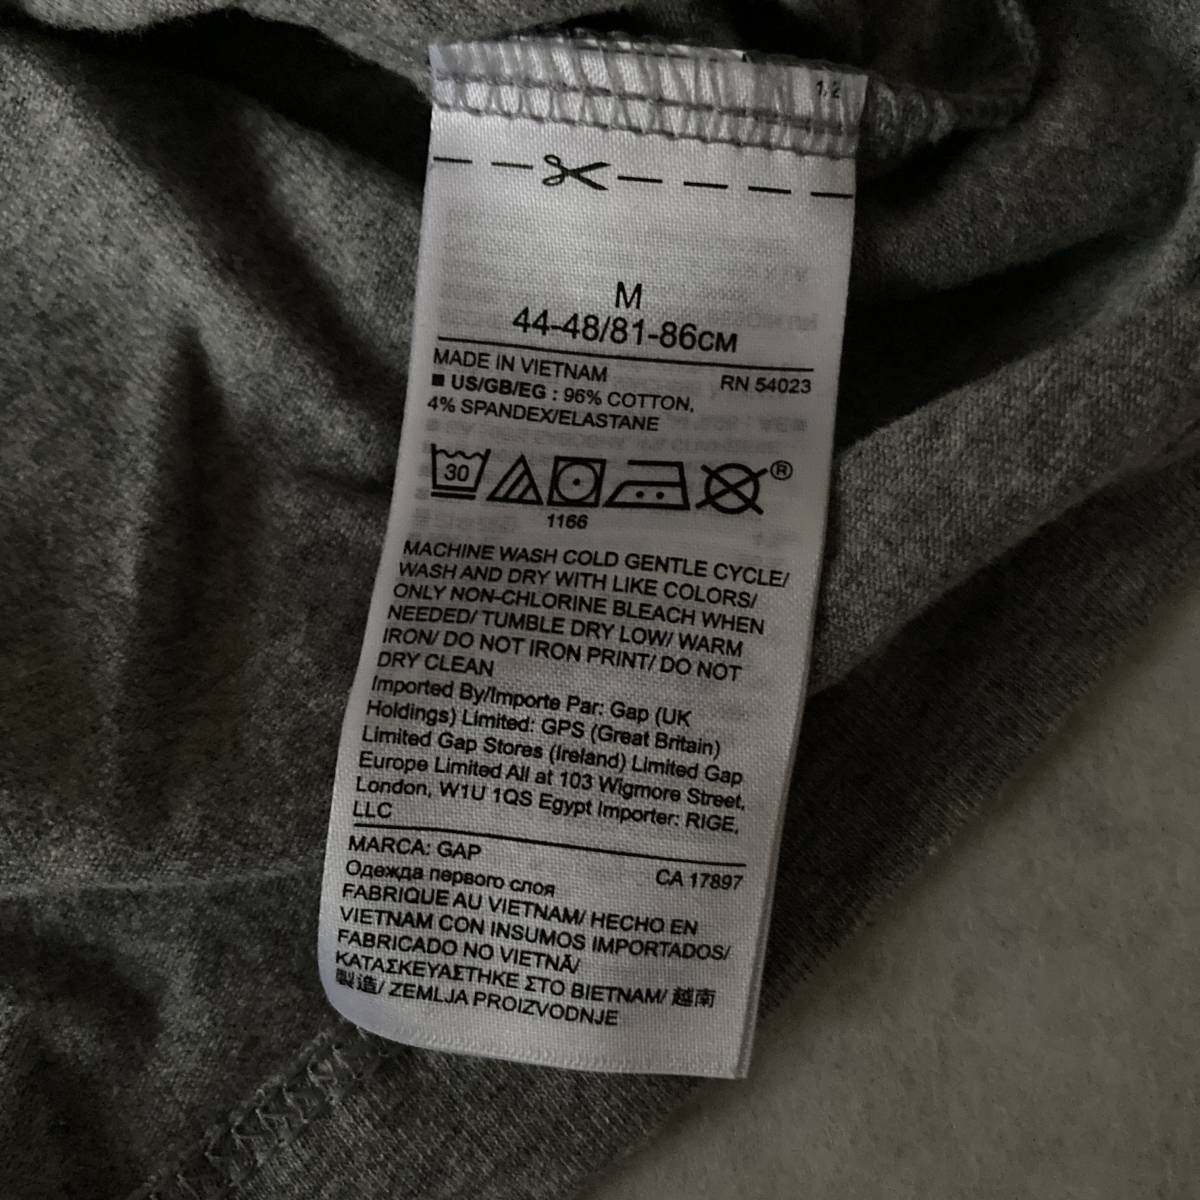 1/2
M
44-48/81-86CM
MADE IN VIETNAM
RN 54023
■ US/GB/EG : 96% COTTON,
4% SPANDEX/ELASTANE
30
®
1166
MACHINE WASH COLD GENTLE CYCLE/
WASH AND DRY WITH LIKE COLORS/
ONLY NON-CHLORINE BLEACH WHEN
NEEDED/ TUMBLE DRY LOW/ WARM
IRON/ DO NOT IRON PRINT/ DO NOT
DRY CLEAN
Imported By/Importe Par: Gap (UK
Holdings) Limited: GPS (Great Britain)
Limited Gap Stores (Ireland) Limited Gap
Europe Limited All at 103 Wigmore Street,
London, W1U 1QS Egypt Importer: RIGE,
LLC
MARCA: GAP
CA 17897
Одежда первого слоя
FABRIQUE AU VIETNAM/ HECHO EN
VIETNAM CON INSUMOS IMPORTADOS/
FABRICADO NO VIETNÃ/
ΚΑΤΑΣΚΕΥΑΣΤΗΚΕ ΣΤΟ ΒΙΕΤΝΑΜ/ 越南
製造/ ZEMLJA PROIZVODNJE